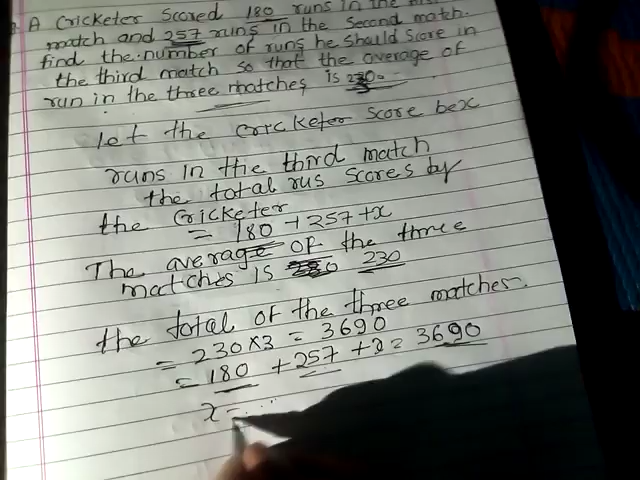 A Cricketer Scored 180 runs in the
match and 257 runs in the Second match.
find the number of runs he should Score in
the third match so that the average of
run in the three matches is 230
let the cricketer score be x
runs in the third match
the total rus scores by
the Cricketer
= 180 + 257 + x
The average of the three
matches is 230
the total of the three matches.
= 230 x 3 = 3690
= 180 + 257 + x = 3690
x =